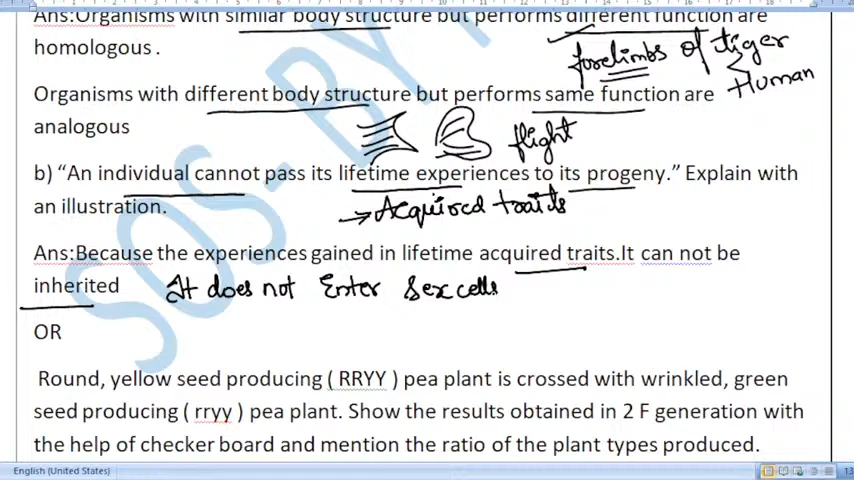 Ans:Organisms with similar body structure but performs different function are
homologous .
forelimbs of tiger
Human
Organisms with different body structure but performs same function are
analogous
flight
b) “An individual cannot pass its lifetime experiences to its progeny.” Explain with
an illustration.
→ Acquired traits
Ans:Because the experiences gained in lifetime acquired traits.It can not be
inherited
It does not Enter Sex cells
OR
Round, yellow seed producing ( RRYY ) pea plant is crossed with wrinkled, green
seed producing ( rryy ) pea plant. Show the results obtained in 2 F generation with
the help of checker board and mention the ratio of the plant types produced.
SOS- BY
English (United States)
13